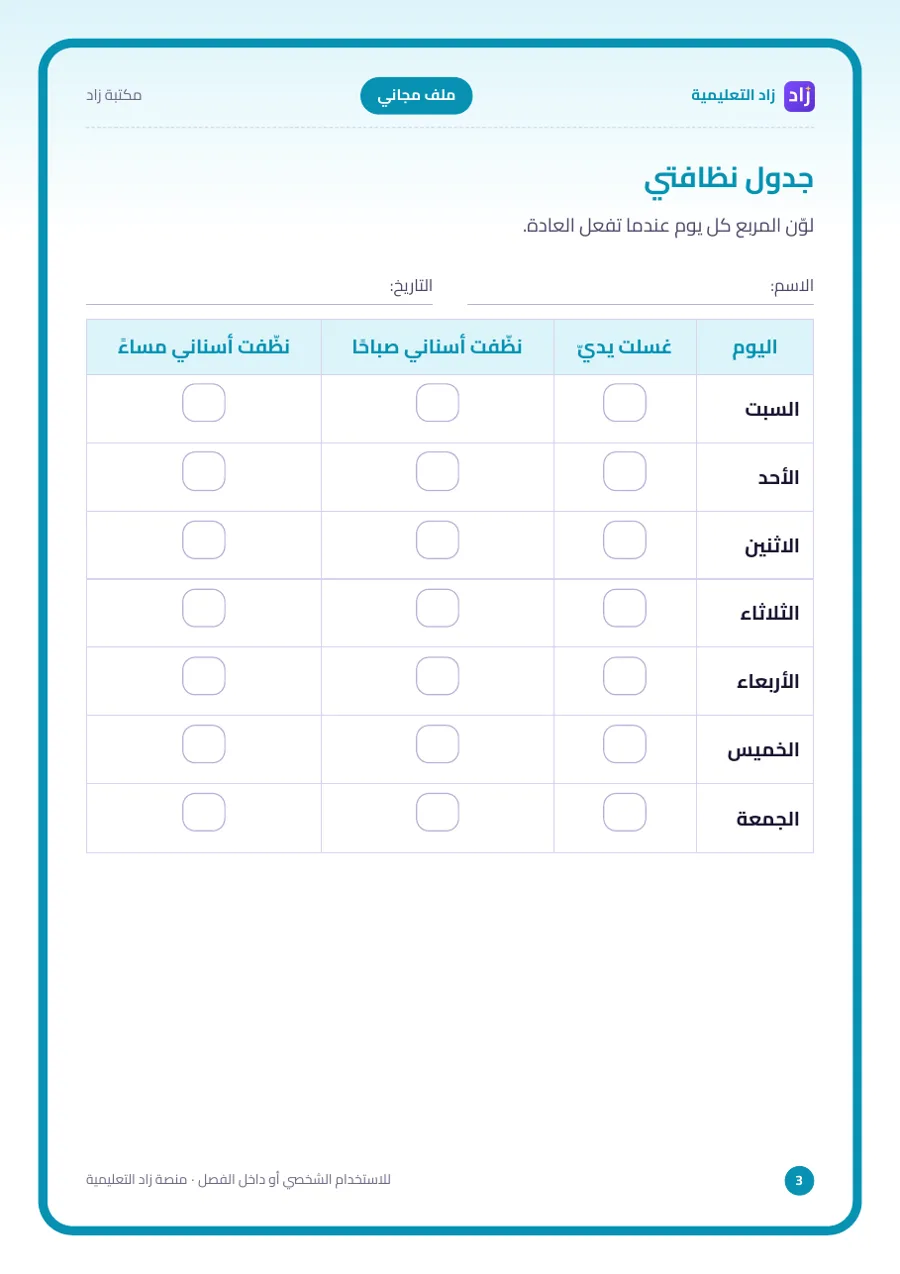 زاد زاد التعليمية
ملف مجاني
مكتبة زاد
جدول نظافتي
لوّن المربع كل يوم عندما تفعل العادة.
الاسم:
التاريخ:
اليوم غسلت يديّ نظّفت أسناني صباحًا نظّفت أسناني مساءً
السبت
الأحد
الاثنين
الثلاثاء
الأربعاء
الخميس
الجمعة
3
للاستخدام الشخصي أو داخل الفصل · منصة زاد التعليمية